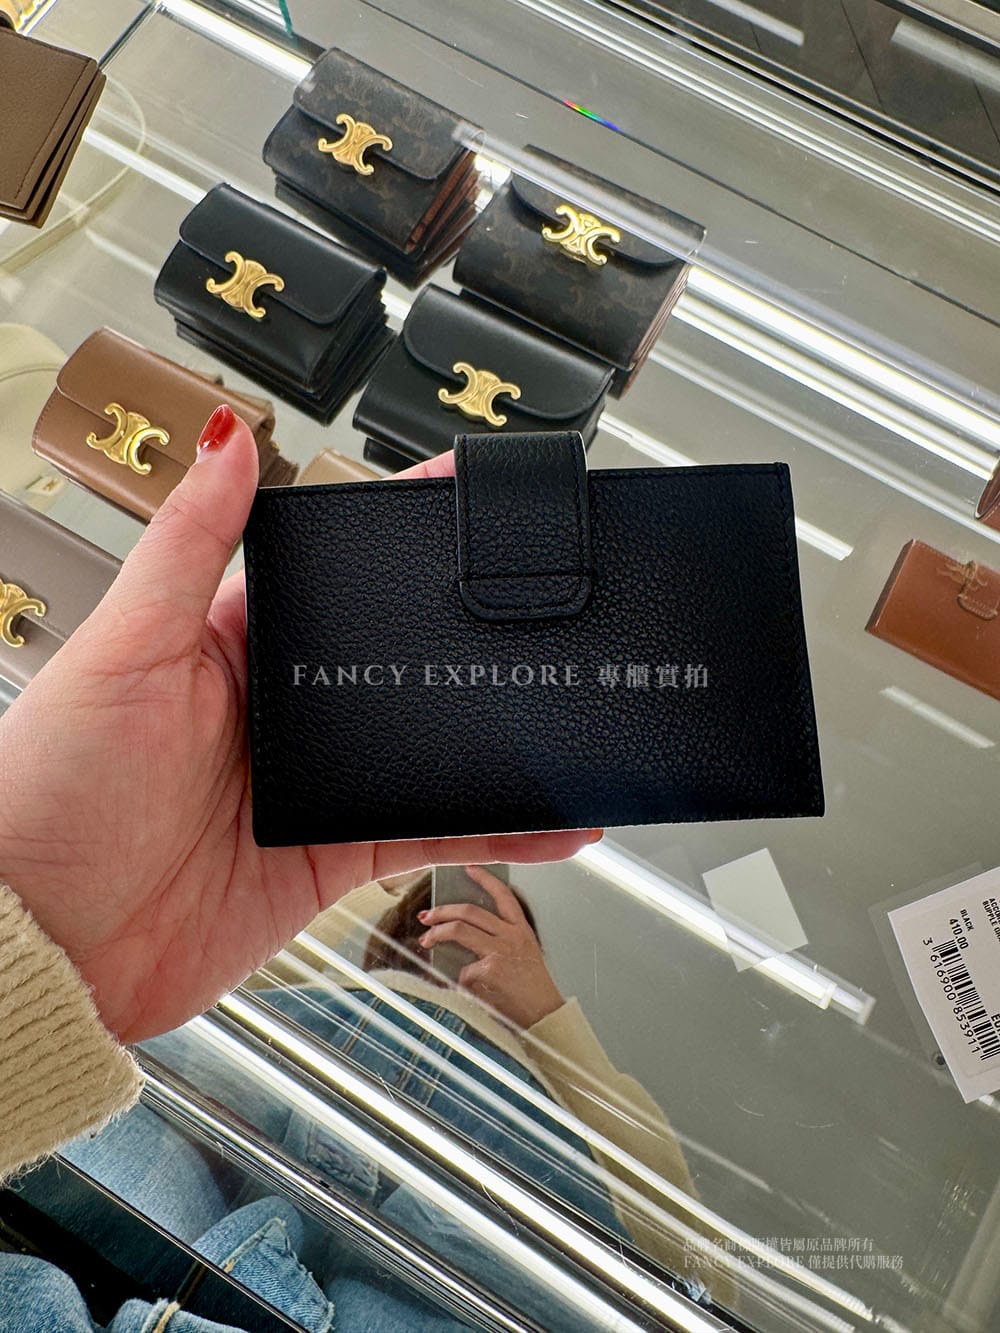 FANCY EXPLORE 專櫃實拍
BLACK
410.00
3 616900 853911
品牌名商標版權皆屬原品牌所有
FANCY EXPLORE 僅提供代購服務